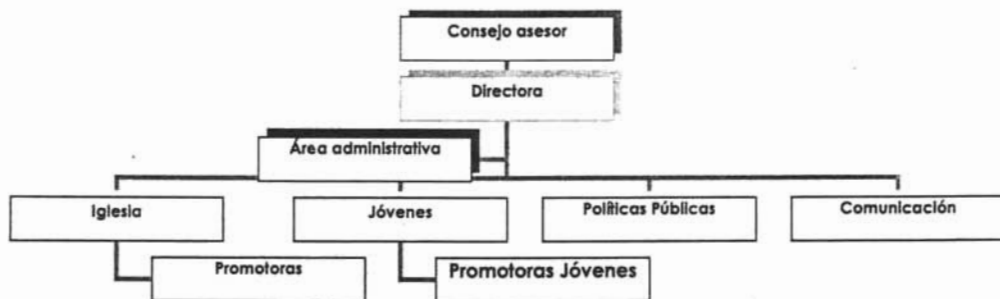 Consejo asesor
Directora
Área administrativa
Iglesia
Jóvenes
Políticas Públicas
Comunicación
Promotoras
Promotoras Jóvenes